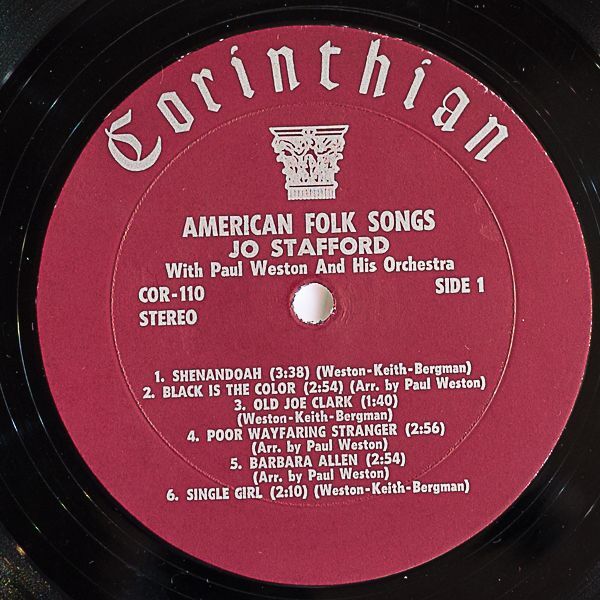 Corinthian
AMERICAN FOLK SONGS
JO STAFFORD
With Paul Weston And His Orchestra
COR-110 SIDE 1
STEREO
1. SHENANDOAH (3:38) (Weston-Keith-Bergman)
2. BLACK IS THE COLOR (2:54) (Arr. by Paul Weston)
3. OLD JOE CLARK (1:40)
(Weston-Keith-Bergman)
4. POOR WAYFARING STRANGER (2:56)
(Arr. by Paul Weston)
5. BARBARA ALLEN (2:54)
(Arr. by Paul Weston)
6. SINGLE GIRL (2:10) (Weston-Keith-Bergman)